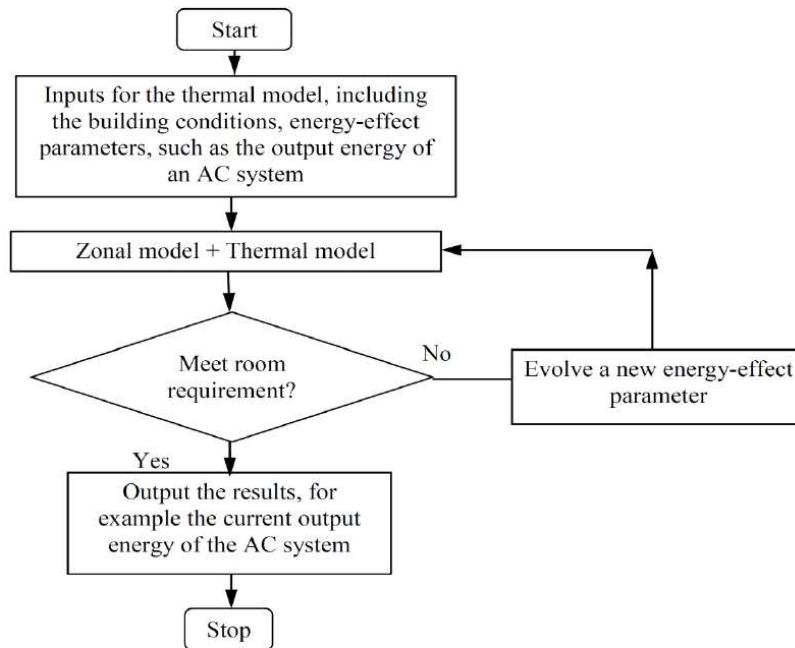 Start
Inputs for the thermal model, including
the building conditions, energy-effect
parameters, such as the output energy of
an AC system
Zonal model + Thermal model
Meet room
requirement?
No
Evolve a new energy-effect
parameter
Yes
Output the results, for
example the current output
energy of the AC system
Stop